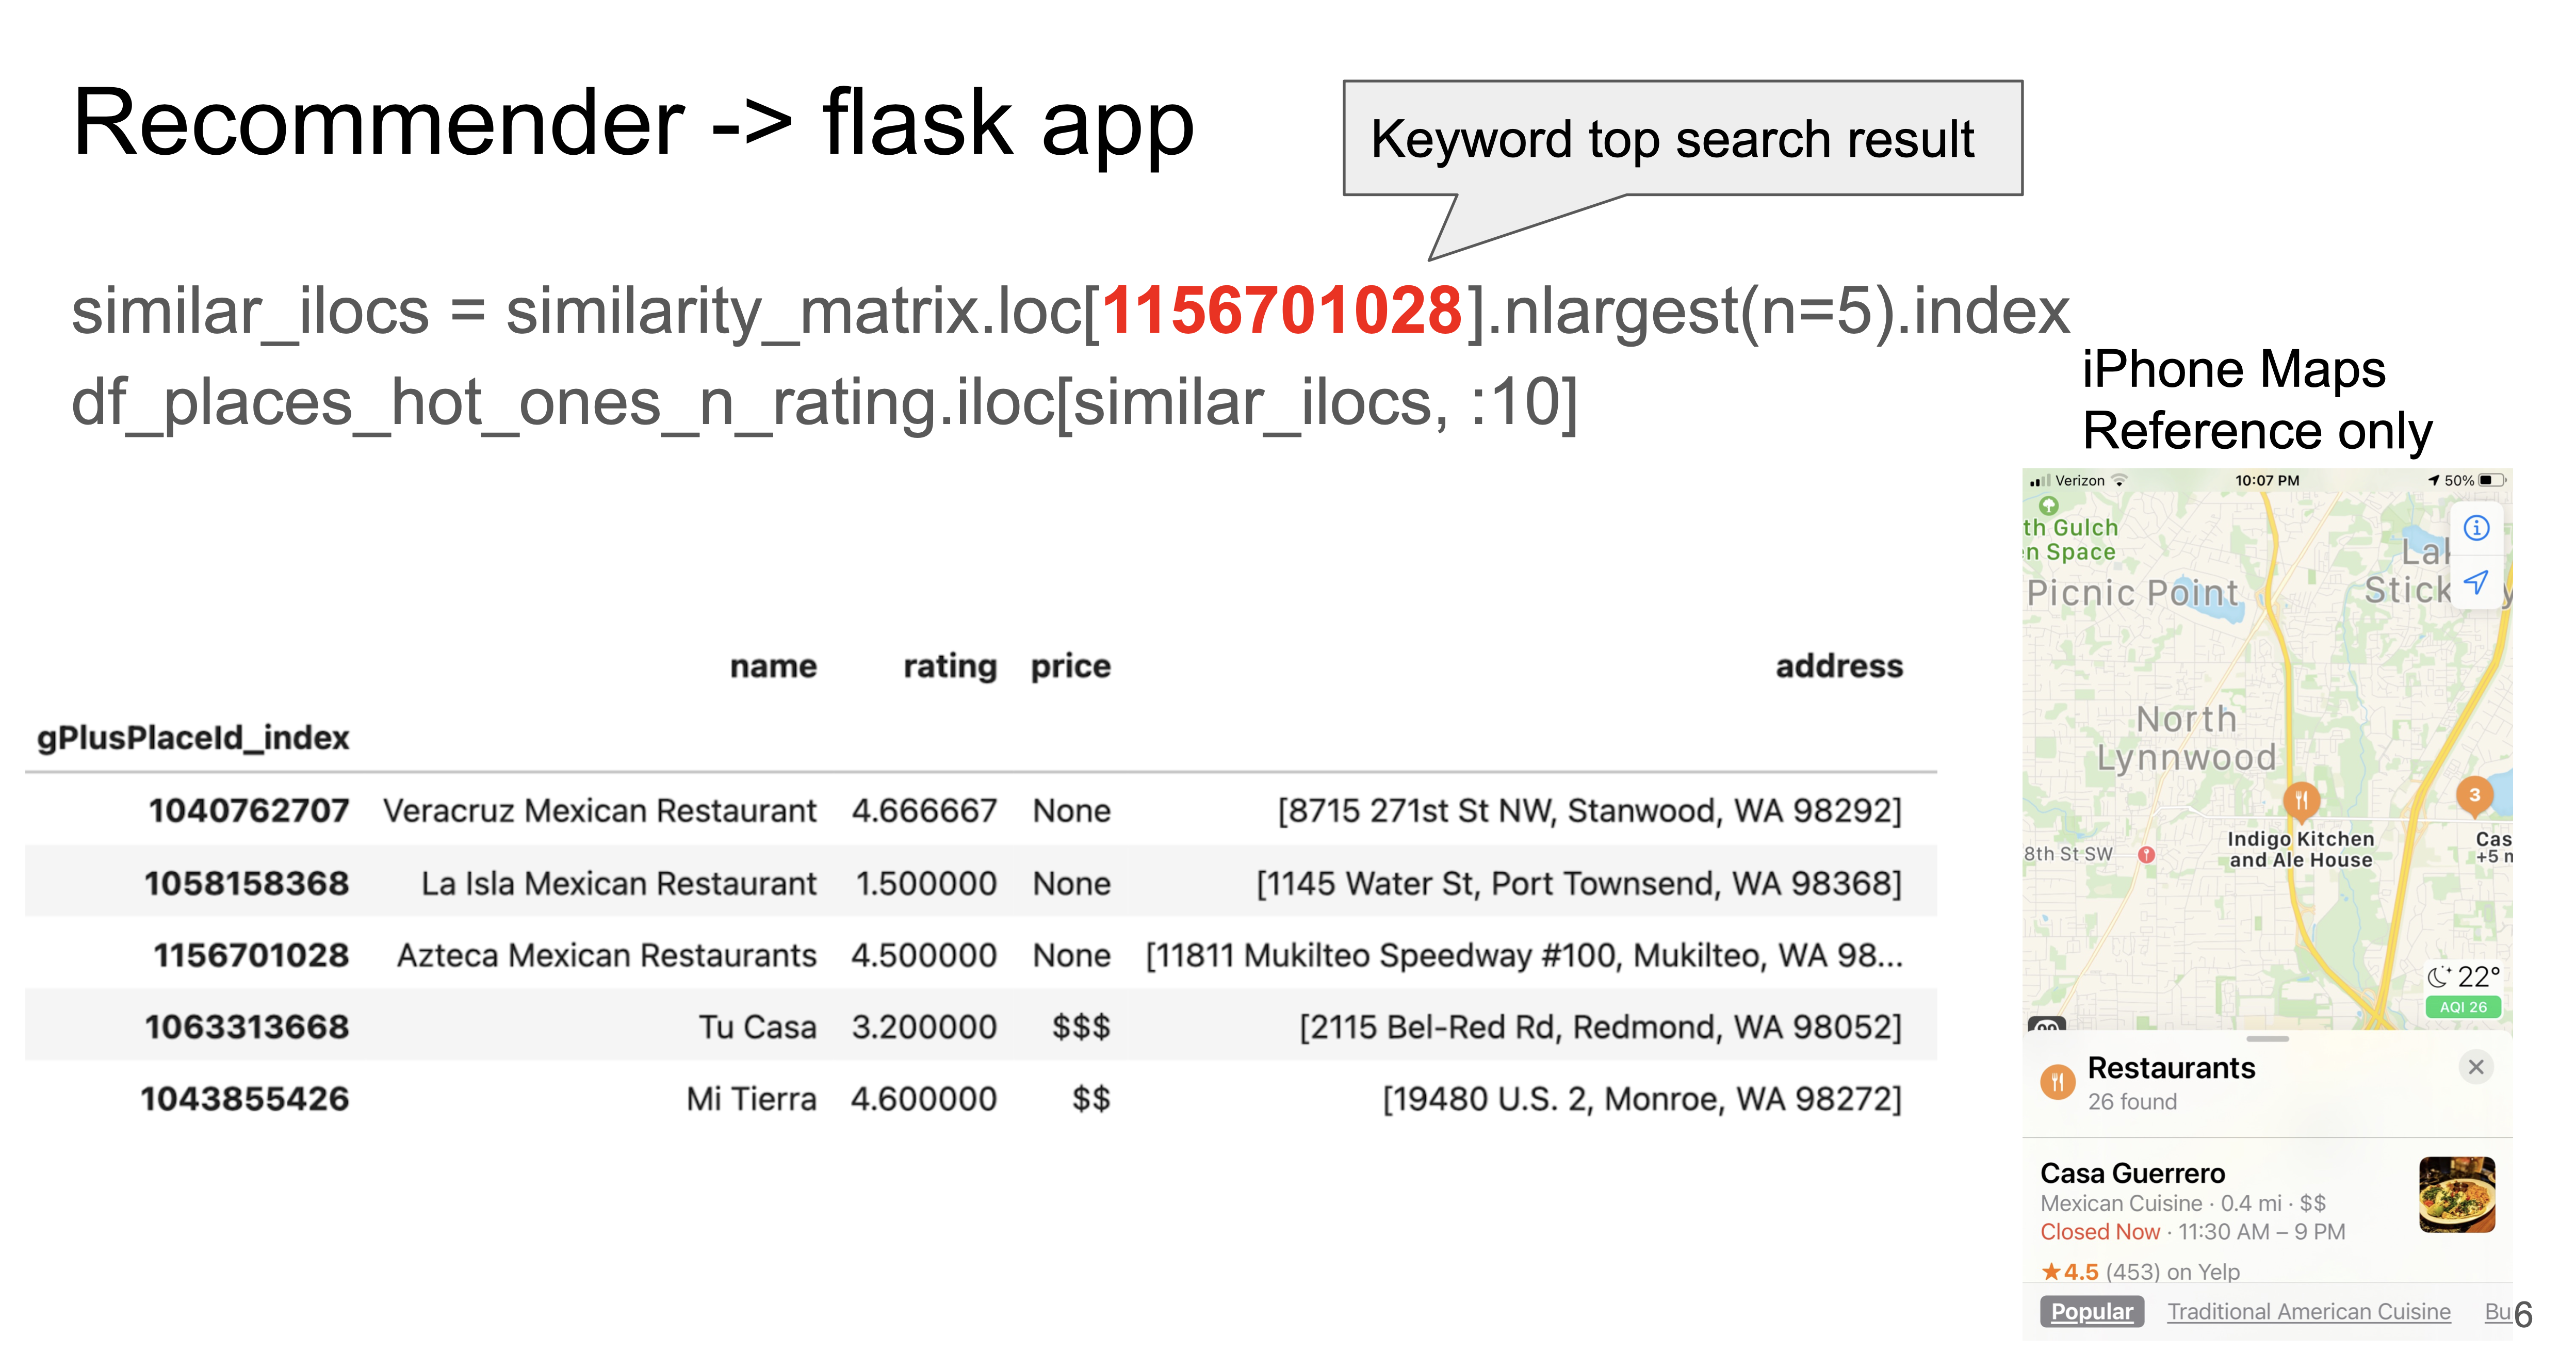 Recommender -> flask app
Keyword top search result
similar_ilocs = similarity_matrix.loc[1156701028].nlargest(n=5).index
df_places_hot_ones_n_rating.iloc[similar_ilocs, :10]
name rating price address
gPlusPlaceId_index
1040762707 Veracruz Mexican Restaurant 4.666667 None [8715 271st St NW, Stanwood, WA 98292]
1058158368 La Isla Mexican Restaurant 1.500000 None [1145 Water St, Port Townsend, WA 98368]
1156701028 Azteca Mexican Restaurants 4.500000 None [11811 Mukilteo Speedway #100, Mukilteo, WA 98...
1063313668 Tu Casa 3.200000 $$$ [2115 Bel-Red Rd, Redmond, WA 98052]
1043855426 Mi Tierra 4.600000 $$ [19480 U.S. 2, Monroe, WA 98272]
iPhone Maps
Reference only
Verizon 10:07 PM 50%
th Gulch
n Space
Lak
Stick y
Picnic Point
North
Lynnwood
3
Indigo Kitchen
and Ale House
Cas
+5 n
8th St SW
22°
AQI 26
99
Restaurants
26 found
Casa Guerrero
Mexican Cuisine · 0.4 mi · $$
Closed Now · 11:30 AM – 9 PM
★4.5 (453) on Yelp
Popular Traditional American Cuisine Bu
6